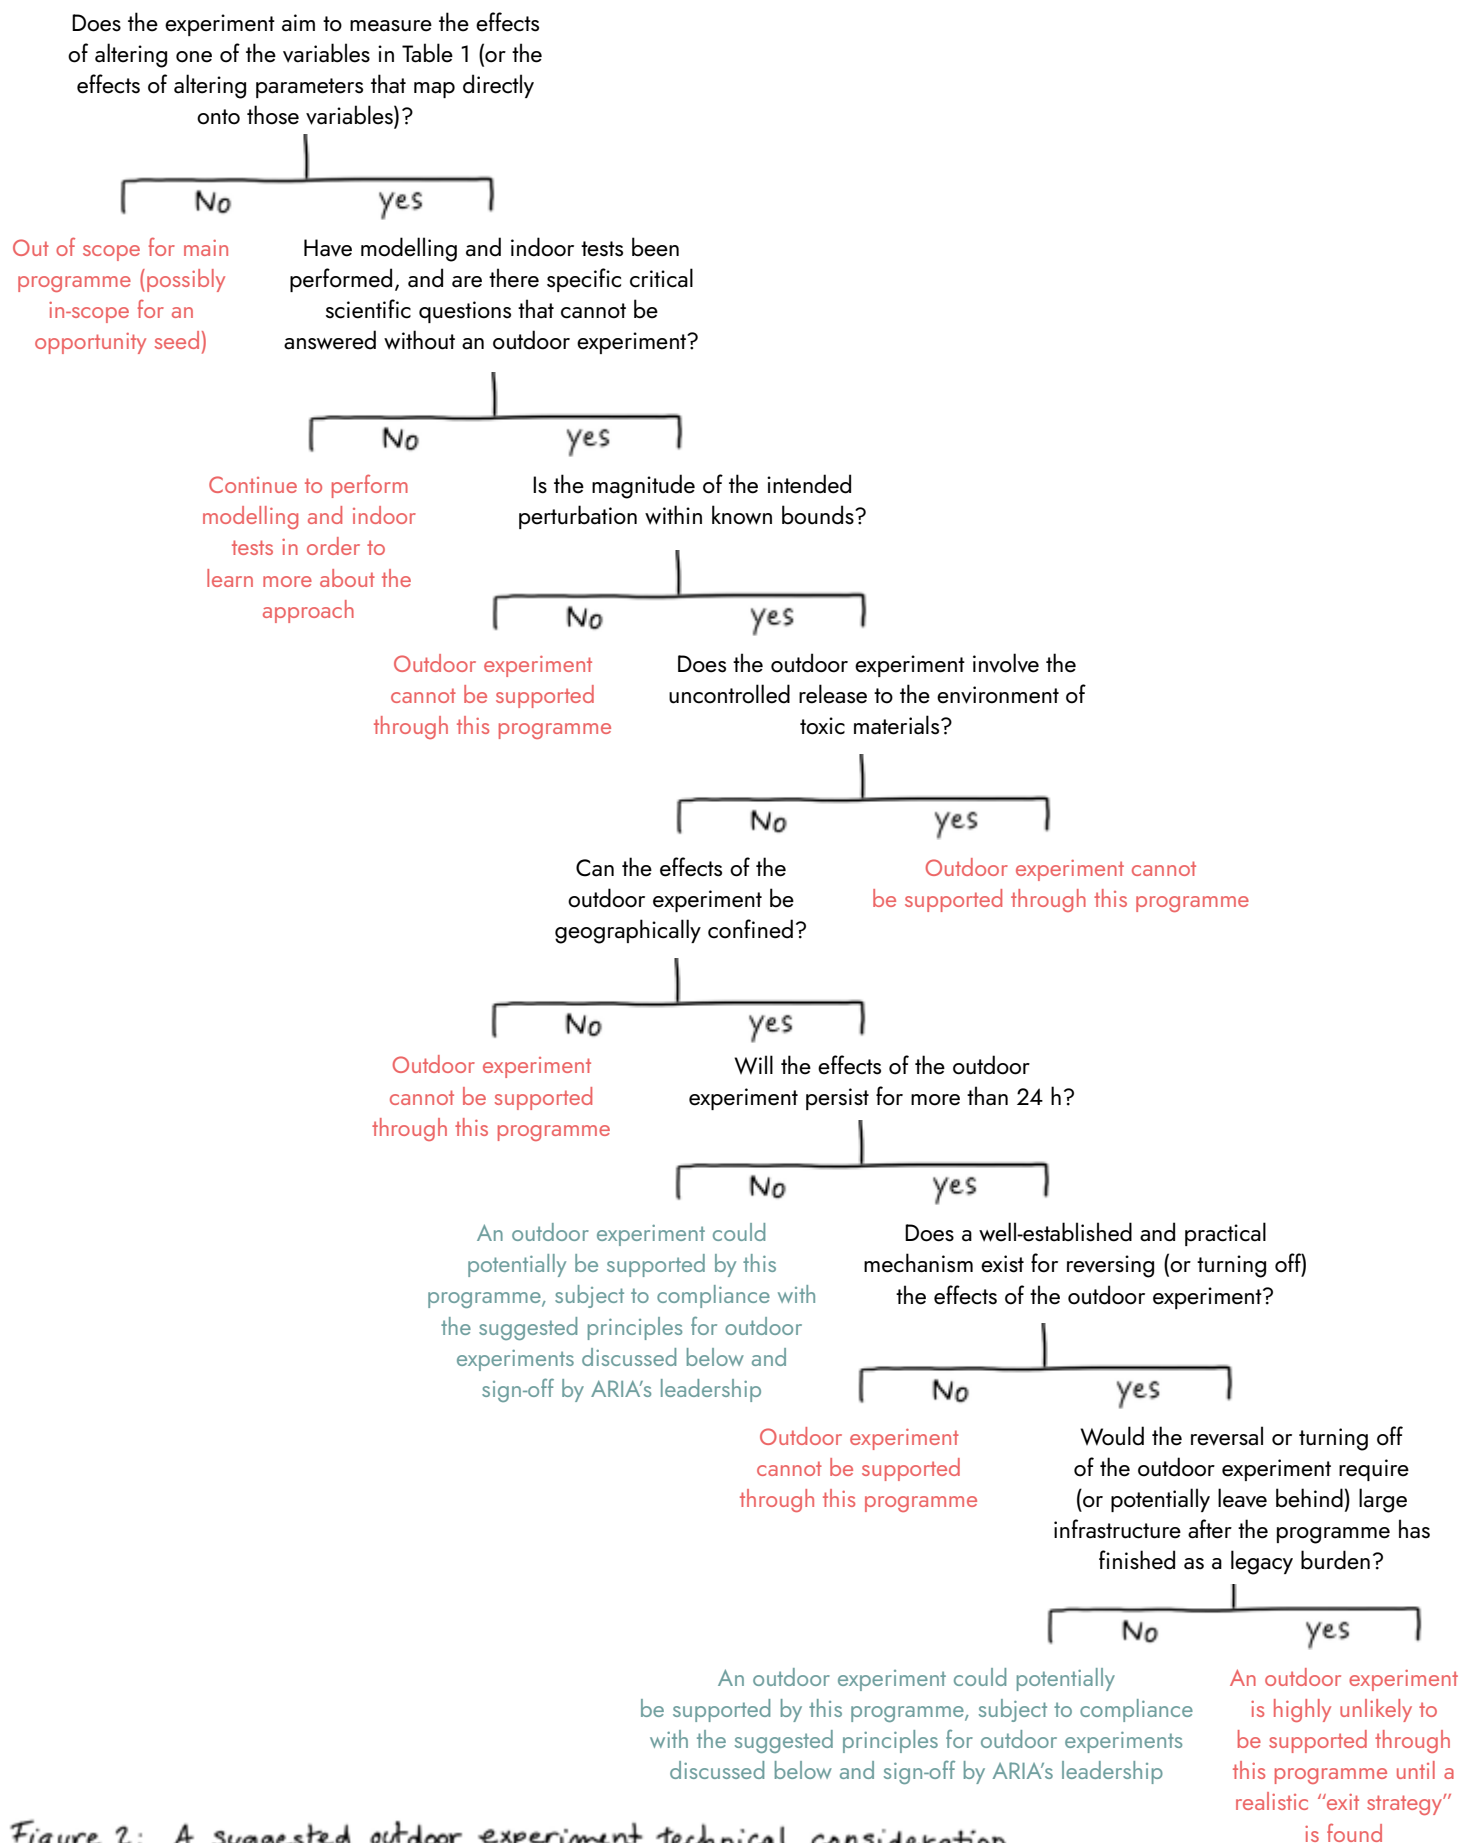 Does the experiment aim to measure the effects
of altering one of the variables in Table 1 (or the
effects of altering parameters that map directly
onto those variables)?
No
yes
Out of scope for main
programme (possibly
in-scope for an
opportunity seed)
Have modelling and indoor tests been
performed, and are there specific critical
scientific questions that cannot be
answered without an outdoor experiment?
No
yes
Continue to perform
modelling and indoor
tests in order to
learn more about the
approach
Is the magnitude of the intended
perturbation within known bounds?
No
yes
Outdoor experiment
cannot be supported
through this programme
Does the outdoor experiment involve the
uncontrolled release to the environment of
toxic materials?
No
yes
Can the effects of the
outdoor experiment be
geographically confined?
Outdoor experiment cannot
be supported through this programme
No
yes
Outdoor experiment
cannot be supported
through this programme
Will the effects of the outdoor
experiment persist for more than 24 h?
No
yes
An outdoor experiment could
potentially be supported by this
programme, subject to compliance with
the suggested principles for outdoor
experiments discussed below and
sign-off by ARIA's leadership
Does a well-established and practical
mechanism exist for reversing (or turning off)
the effects of the outdoor experiment?
No
yes
Outdoor experiment
cannot be supported
through this programme
Would the reversal or turning off
of the outdoor experiment require
(or potentially leave behind) large
infrastructure after the programme has
finished as a legacy burden?
No
yes
An outdoor experiment could potentially
be supported by this programme, subject to compliance
with the suggested principles for outdoor experiments
discussed below and sign-off by ARIA's leadership
An outdoor experiment
is highly unlikely to
be supported through
this programme until a
realistic “exit strategy”
is found
Figure 2: A suggested outdoor experiment technical consideration